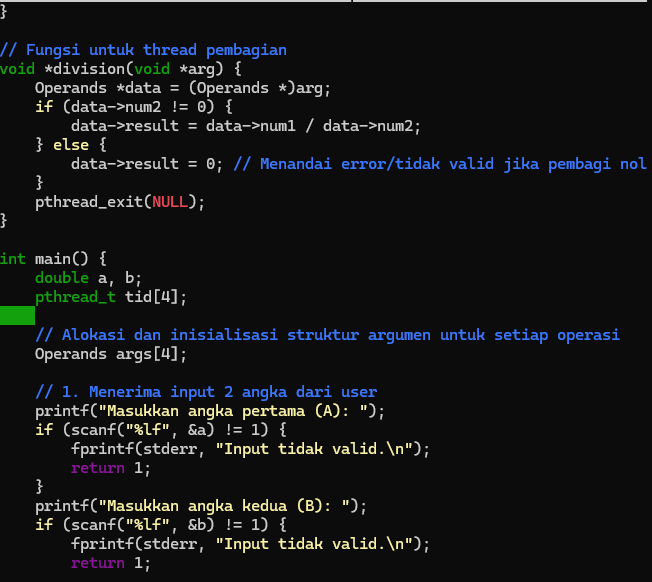 }

// Fungsi untuk thread pembagian
void *division(void *arg) {
    Operands *data = (Operands *)arg;
    if (data->num2 != 0) {
        data->result = data->num1 / data->num2;
    } else {
        data->result = 0; // Menandai error/tidak valid jika pembagi nol
    }
    pthread_exit(NULL);
}

int main() {
    double a, b;
    pthread_t tid[4];

    // Alokasi dan inisialisasi struktur argumen untuk setiap operasi
    Operands args[4];

    // 1. Menerima input 2 angka dari user
    printf("Masukkan angka pertama (A): ");
    if (scanf("%lf", &a) != 1) {
        fprintf(stderr, "Input tidak valid.\n");
        return 1;
    }
    printf("Masukkan angka kedua (B): ");
    if (scanf("%lf", &b) != 1) {
        fprintf(stderr, "Input tidak valid.\n");
        return 1;